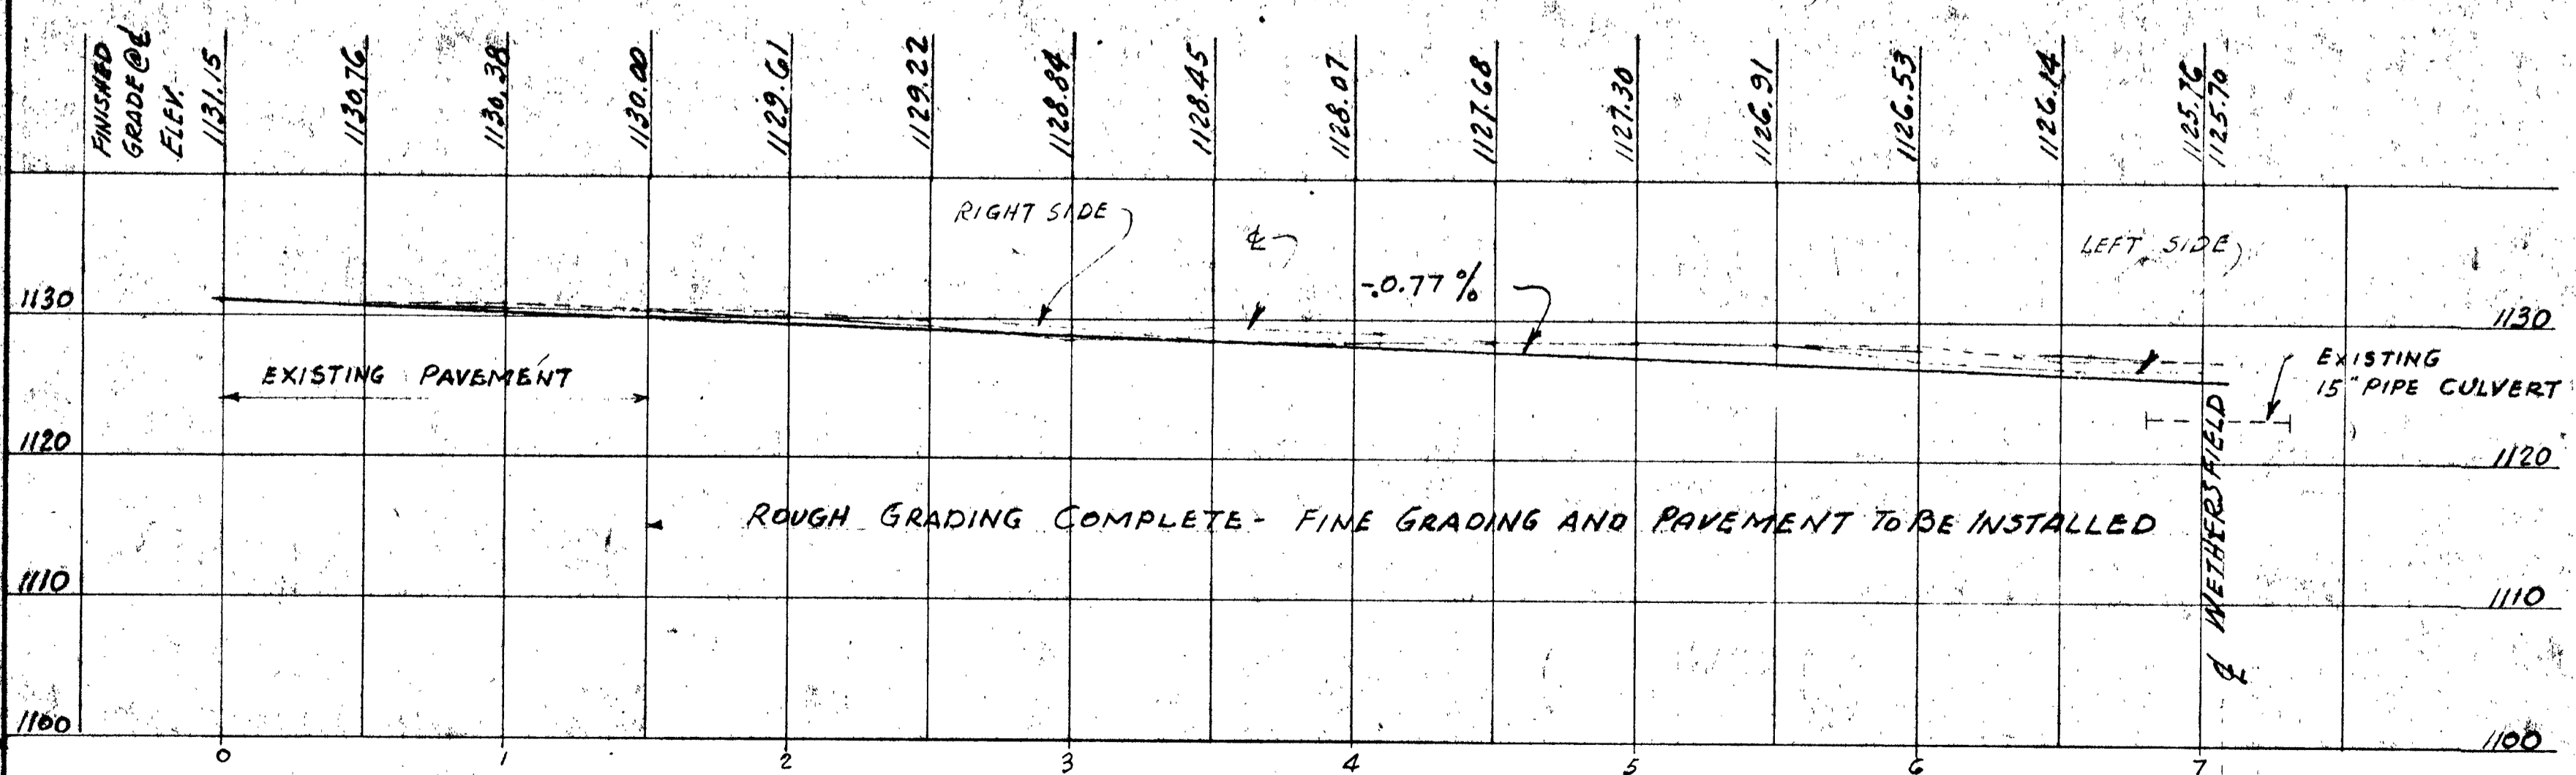 FINISHED
GRADE @ ℄
ELEV.
1131.15
1130.76
1130.38
1130.00
1129.61
1129.22
1128.84
1128.45
1128.07
1127.68
1127.30
1126.91
1126.53
1126.14
1125.76
1125.70
RIGHT SIDE
℄
-.0.77 %
LEFT SIDE
1130
1130
EXISTING PAVEMENT
EXISTING
15" PIPE CULVERT
1120
1120
ROUGH GRADING COMPLETE - FINE GRADING AND PAVEMENT TO BE INSTALLED
℄ WETHERSFIELD
1110
1110
1100
1100
0 1 2 3 4 5 6 7